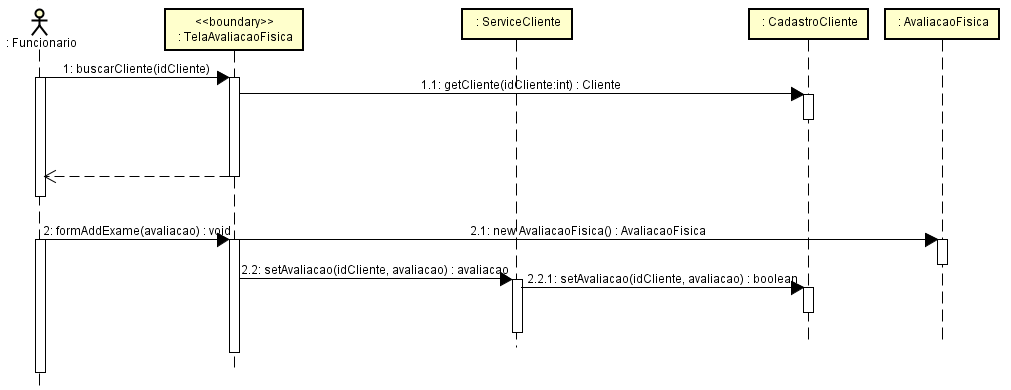 <<boundary>>
: TelaAvaliacaoFisica
: ServiceCliente
: CadastroCliente
: AvaliacaoFisica
: Funcionario
1: buscarCliente(idCliente)
1.1: getCliente(idCliente:int) : Cliente
2: formAddExame(avaliacao) : void
2.1: new AvaliacaoFisica() : AvaliacaoFisica
2.2: setAvaliacao(idCliente, avaliacao) : avaliacao
2.2.1: setAvaliacao(idCliente, avaliacao) : boolean